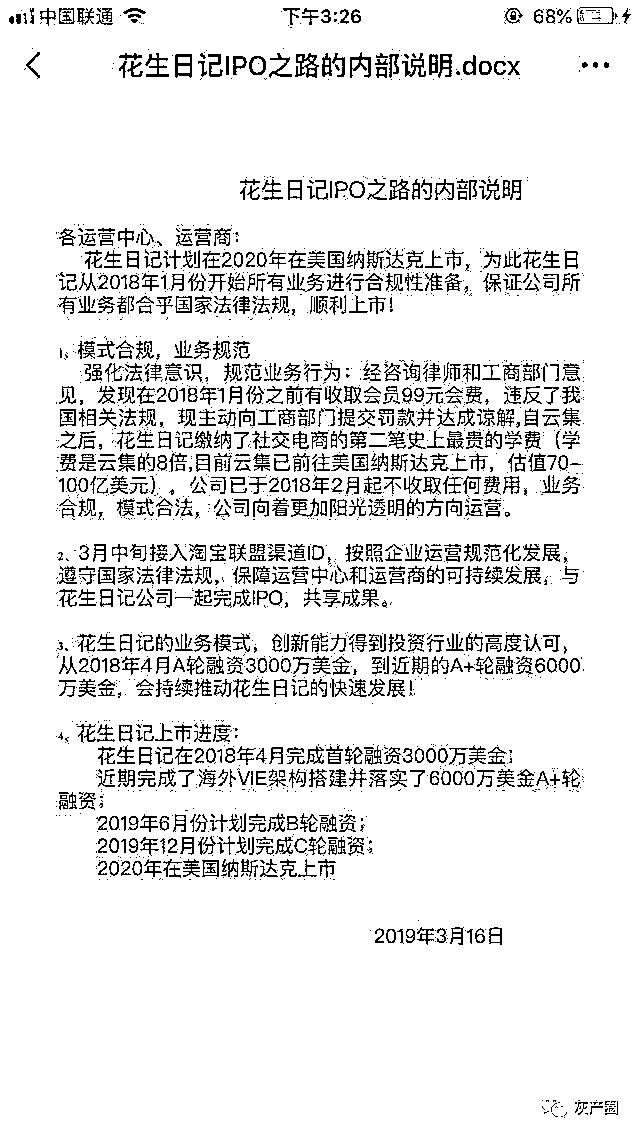 中国联通 下午3:26 68%
花生日记IPO之路的内部说明.docx
花生日记IPO之路的内部说明
各运营中心、运营商：
花生日记计划在2020年在美国纳斯达克上市，为此花生日
记从2018年1月份开始所有业务进行合规性准备，保证公司所
有业务都合乎国家法律法规，顺利上市！
1、模式合规，业务规范
强化法律意识，规范业务行为：经咨询律师和工商部门意
见，发现在2018年1月份之前有收取会员99元会费，违反了我
国相关法规，现主动向工商部门提交罚款并达成谅解,自云集
之后，花生日记缴纳了社交电商的第二笔史上最贵的学费（学
费是云集的8倍,目前云集已前往美国纳斯达克上市，估值70-
100亿美元）。公司已于2018年2月起不收取任何费用，业务
合规，模式合法，公司向着更加阳光透明的方向运营。
2、3月中旬接入淘宝联盟渠道ID，按照企业运营规范化发展，
遵守国家法律法规，保障运营中心和运营商的可持续发展，与
花生日记公司一起完成IPO，共享成果。
3、花生日记的业务模式，创新能力得到投资行业的高度认可，
从2018年4月A轮融资3000万美金，到近期的A+轮融资6000
万美金，会持续推动花生日记的快速发展！
4、花生日记上市进度：
花生日记在2018年4月完成首轮融资3000万美金；
近期完成了海外VIE架构搭建并落实了6000万美金A+轮
融资；
2019年6月份计划完成B轮融资；
2019年12月份计划完成C轮融资；
2020年在美国纳斯达克上市
2019年3月16日
灰产圈